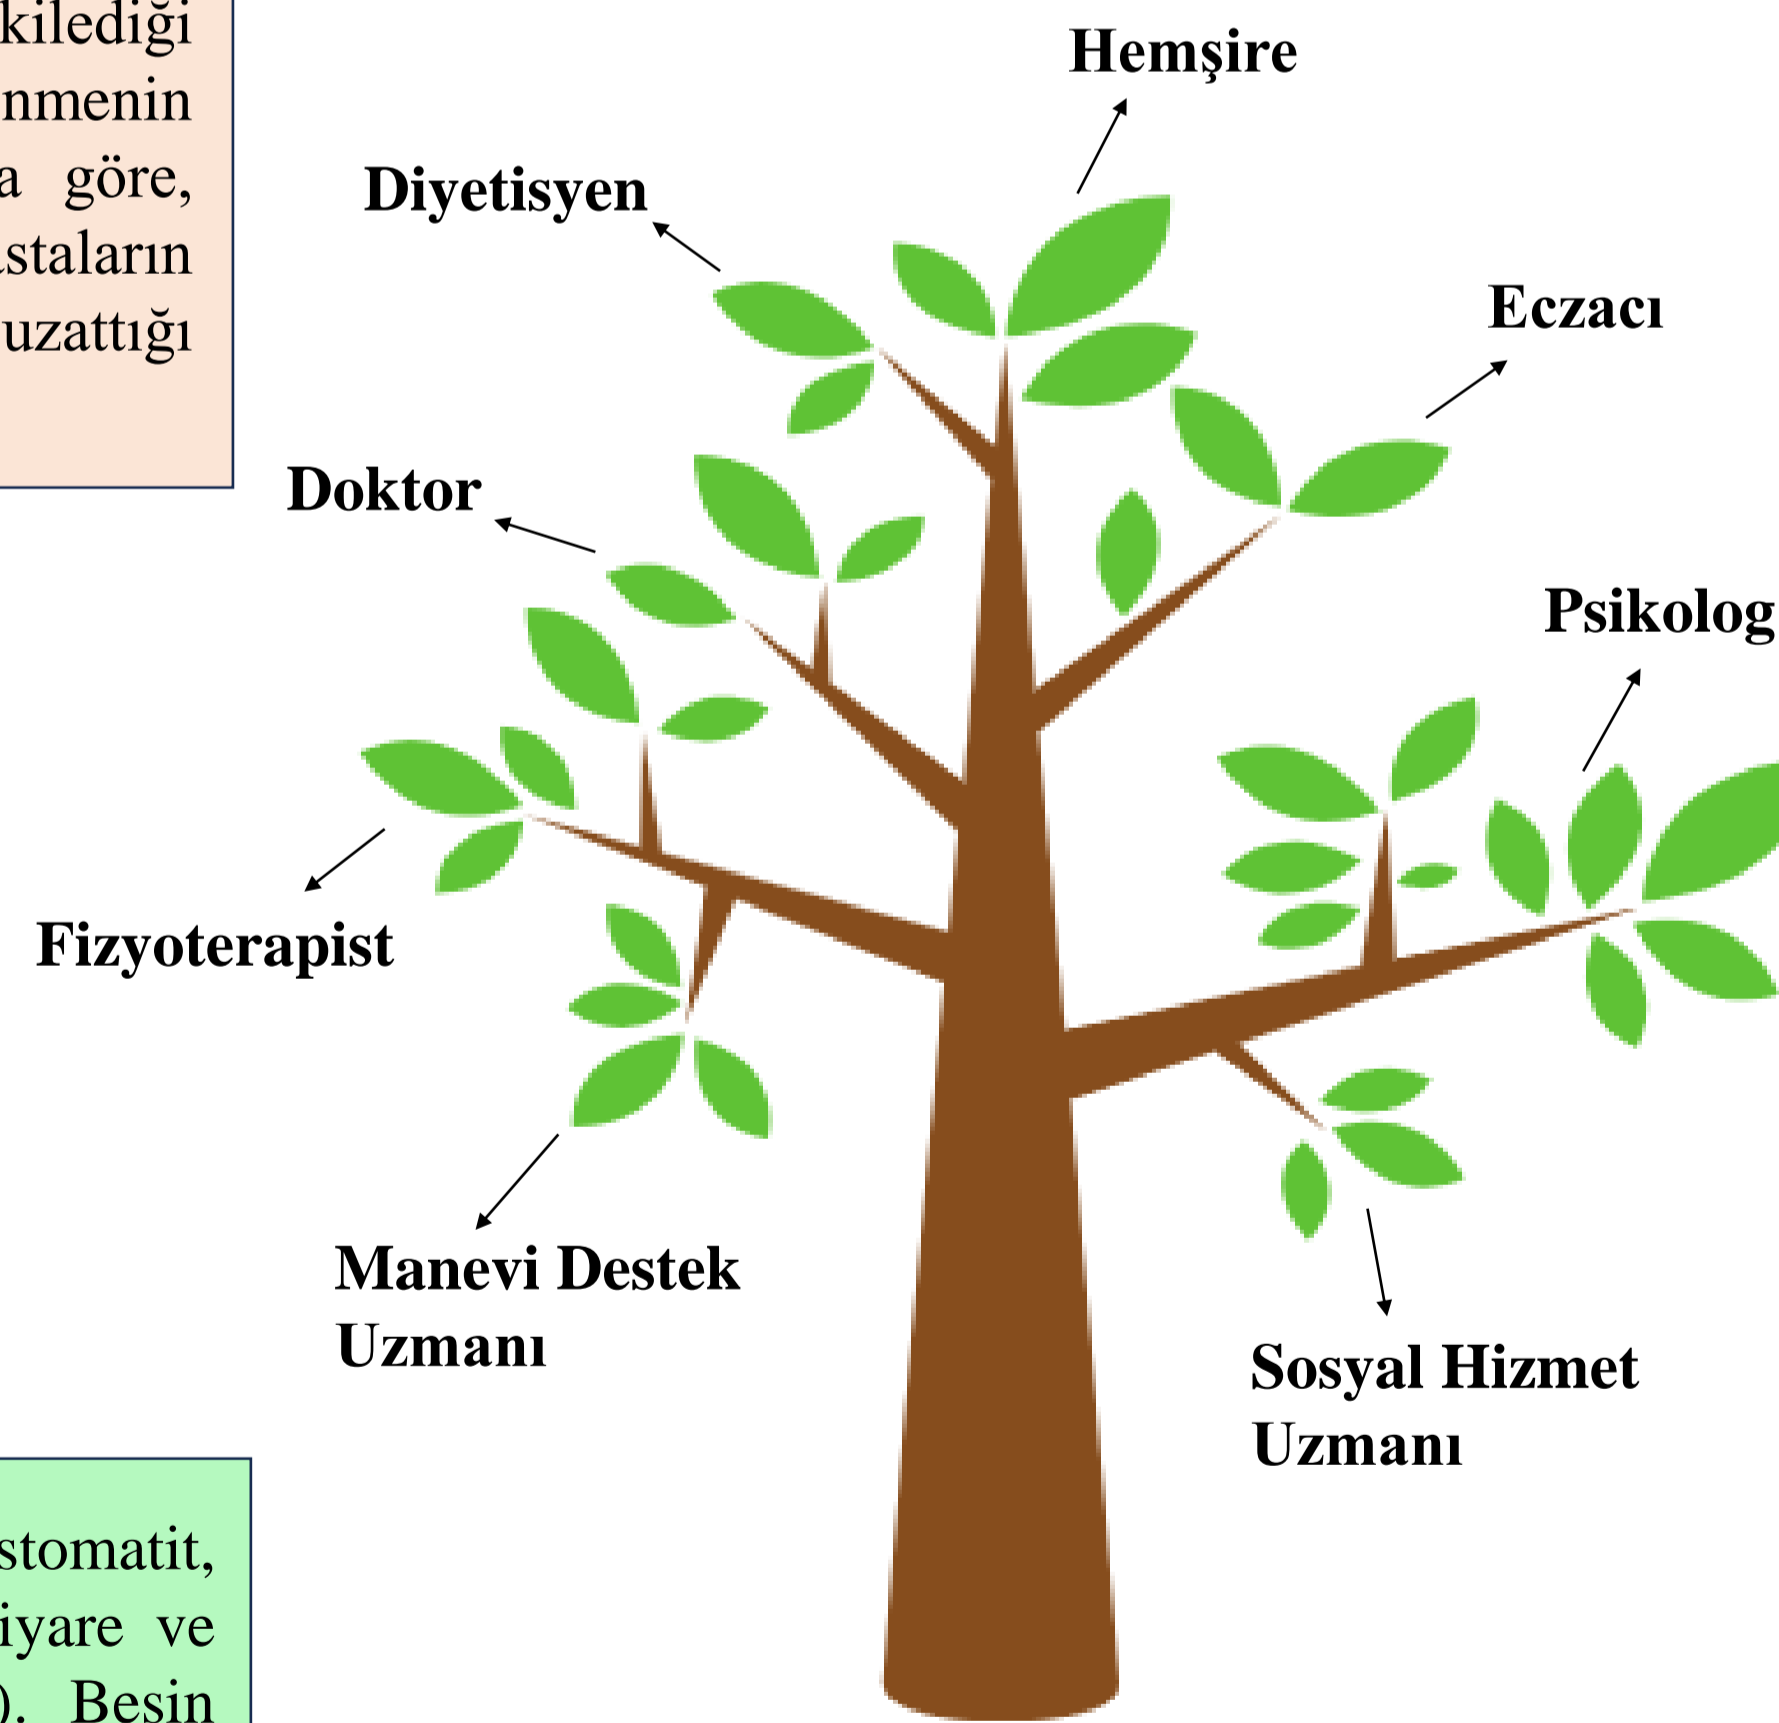 kilediği
nmenin
a göre,
staların
uzattığı
Hemşire
Diyetisyen
Eczacı
Doktor
Psikolog
Fizyoterapist
Manevi Destek
Uzmanı
Sosyal Hizmet
Uzmanı
stomatit,
iyare ve
). Besin